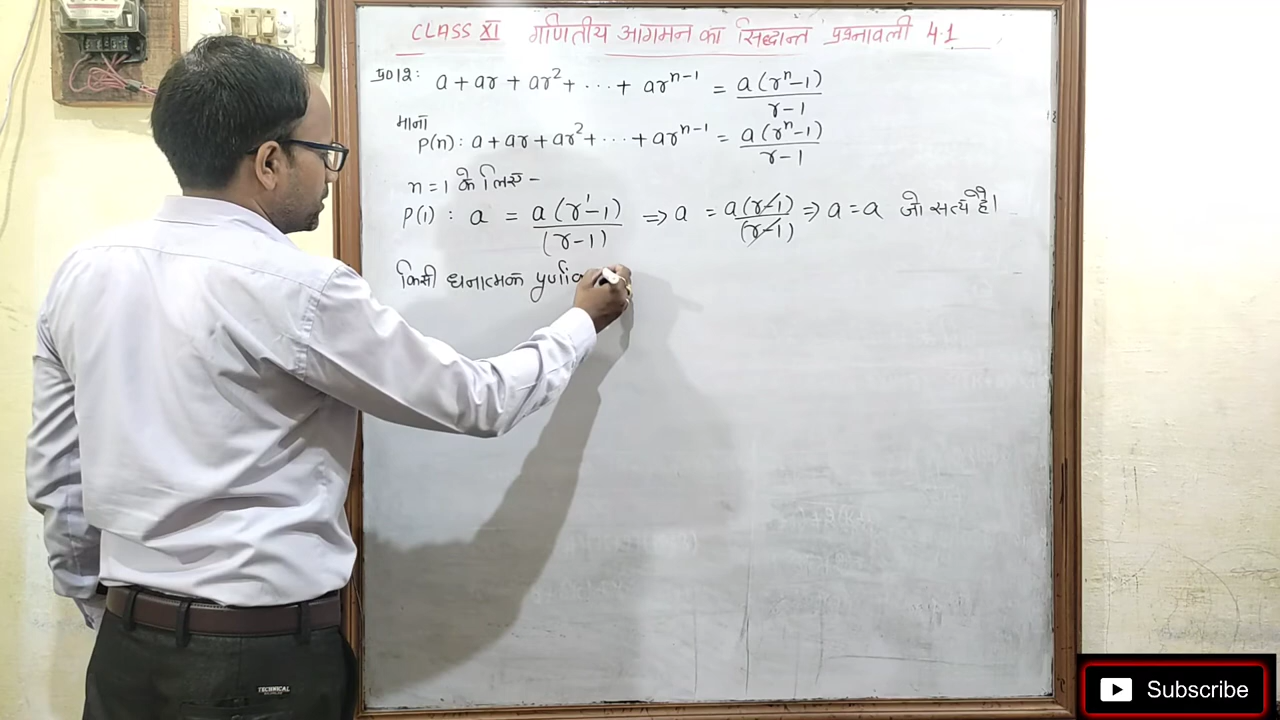 CLASS XI गणितीय आगमन का सिद्धान्त प्रश्नावली 4.1
प्र012: a + ar + ar² + ... + arⁿ⁻¹ = a(rⁿ-1)/r-1
माना
P(n): a + ar + ar² + ... + arⁿ⁻¹ = a(rⁿ-1)/r-1
n=1 के लिए -
P(1): a = a(r¹-1)/(r-1) ⇒ a = a(r-1)/(r-1) ⇒ a = a जो सत्य है।
किसी धनात्मक पूर्णांक
TECHNICAL
Subscribe